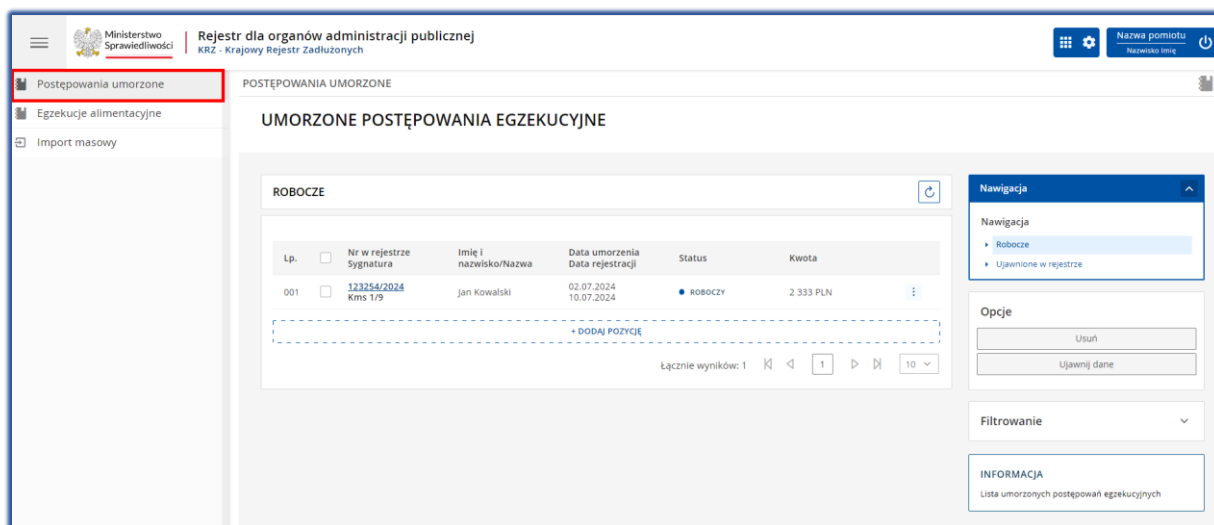 Ministerstwo
Sprawiedliwości
Rejestr dla organów administracji publicznej
KRZ - Krajowy Rejestr Zadłużonych
Nazwa pomiotu
Nazwisko Imię
Postępowania umorzone
Egzekucje alimentacyjne
Import masowy
POSTĘPOWANIA UMORZONE
UMORZONE POSTĘPOWANIA EGZEKUCYJNE
ROBOCZE
Lp.
Nr w rejestrze
Sygnatura
Imię i
nazwisko/Nazwa
Data umorzenia
Data rejestracji
Status
Kwota
001
123254/2024
Kms 1/9
Jan Kowalski
02.07.2024
10.07.2024
ROBOCZY
2 333 PLN
+ DODAJ POZYCJĘ
Łącznie wyników: 1
1
10
Nawigacja
Nawigacja
Robocze
Ujawnione w rejestrze
Opcje
Usuń
Ujawnij dane
Filtrowanie
INFORMACJA
Lista umorzonych postępowań egzekucyjnych